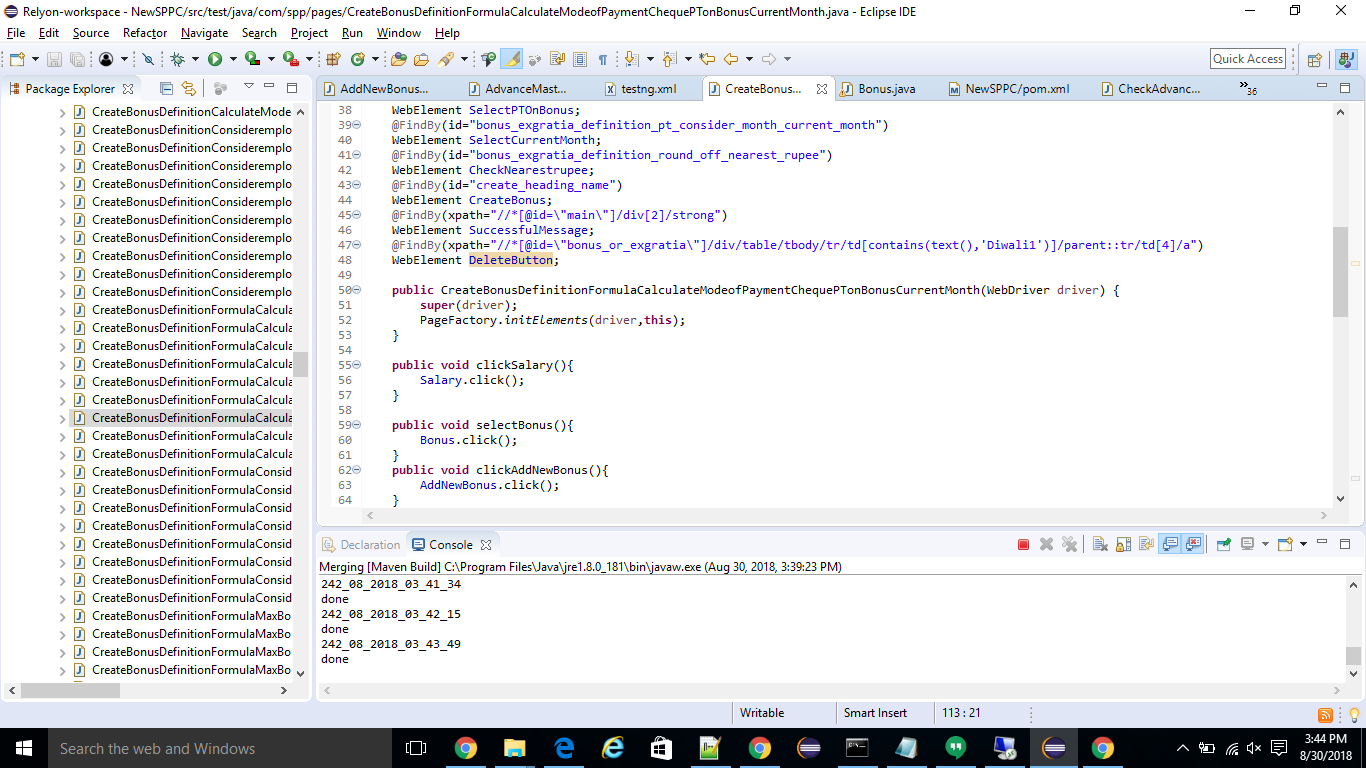 Relyon-workspace - NewSPPC/src/test/java/com/spp/pages/CreateBonusDefinitionFormulaCalculateModeofPaymentChequePTonBonusCurrentMonth.java - Eclipse IDE
File Edit Source Refactor Navigate Search Project Run Window Help
Quick Access
Package Explorer
CreateBonusDefinitionCalculateMode
CreateBonusDefinitionConsideremplo
CreateBonusDefinitionConsideremplo
CreateBonusDefinitionConsideremplo
CreateBonusDefinitionConsideremplo
CreateBonusDefinitionConsideremplo
CreateBonusDefinitionConsideremplo
CreateBonusDefinitionConsideremplo
CreateBonusDefinitionConsideremplo
CreateBonusDefinitionConsideremplo
CreateBonusDefinitionConsideremplo
CreateBonusDefinitionFormulaCalcula
CreateBonusDefinitionFormulaCalcula
CreateBonusDefinitionFormulaCalcula
CreateBonusDefinitionFormulaCalcula
CreateBonusDefinitionFormulaCalcula
CreateBonusDefinitionFormulaCalcula
CreateBonusDefinitionFormulaCalcula
CreateBonusDefinitionFormulaCalcula
CreateBonusDefinitionFormulaCalcula
CreateBonusDefinitionFormulaConsid
CreateBonusDefinitionFormulaConsid
CreateBonusDefinitionFormulaConsid
CreateBonusDefinitionFormulaConsid
CreateBonusDefinitionFormulaConsid
CreateBonusDefinitionFormulaConsid
CreateBonusDefinitionFormulaConsid
CreateBonusDefinitionFormulaConsid
CreateBonusDefinitionFormulaMaxBo
CreateBonusDefinitionFormulaMaxBo
CreateBonusDefinitionFormulaMaxBo
CreateBonusDefinitionFormulaMaxBo
AddNewBonus... AdvanceMast... testng.xml CreateBonus... Bonus.java NewSPPC/pom.xml CheckAdvanc... »36
38 WebElement SelectPTOnBonus;
39 @FindBy(id="bonus_exgratia_definition_pt_consider_month_current_month")
40 WebElement SelectCurrentMonth;
41 @FindBy(id="bonus_exgratia_definition_round_off_nearest_rupee")
42 WebElement CheckNearestrupee;
43 @FindBy(id="create_heading_name")
44 WebElement CreateBonus;
45 @FindBy(xpath="//*[@id=\"main\"]/div[2]/strong")
46 WebElement SuccessfulMessage;
47 @FindBy(xpath="//*[@id=\"bonus_or_exgratia\"]/div/table/tbody/tr/td[contains(text(),'Diwali1')]/parent::tr/td[4]/a")
48 WebElement DeleteButton;
49
50 public CreateBonusDefinitionFormulaCalculateModeofPaymentChequePTonBonusCurrentMonth(WebDriver driver) {
51 super(driver);
52 PageFactory.initElements(driver,this);
53 }
54
55 public void clickSalary(){
56 Salary.click();
57 }
58
59 public void selectBonus(){
60 Bonus.click();
61 }
62 public void clickAddNewBonus(){
63 AddNewBonus.click();
64 }
Declaration Console
Merging [Maven Build] C:\Program Files\Java\jre1.8.0_181\bin\javaw.exe (Aug 30, 2018, 3:39:23 PM)
242_08_2018_03_41_34
done
242_08_2018_03_42_15
done
242_08_2018_03_43_49
done
Writable Smart Insert 113 : 21
Search the web and Windows
3:44 PM
8/30/2018